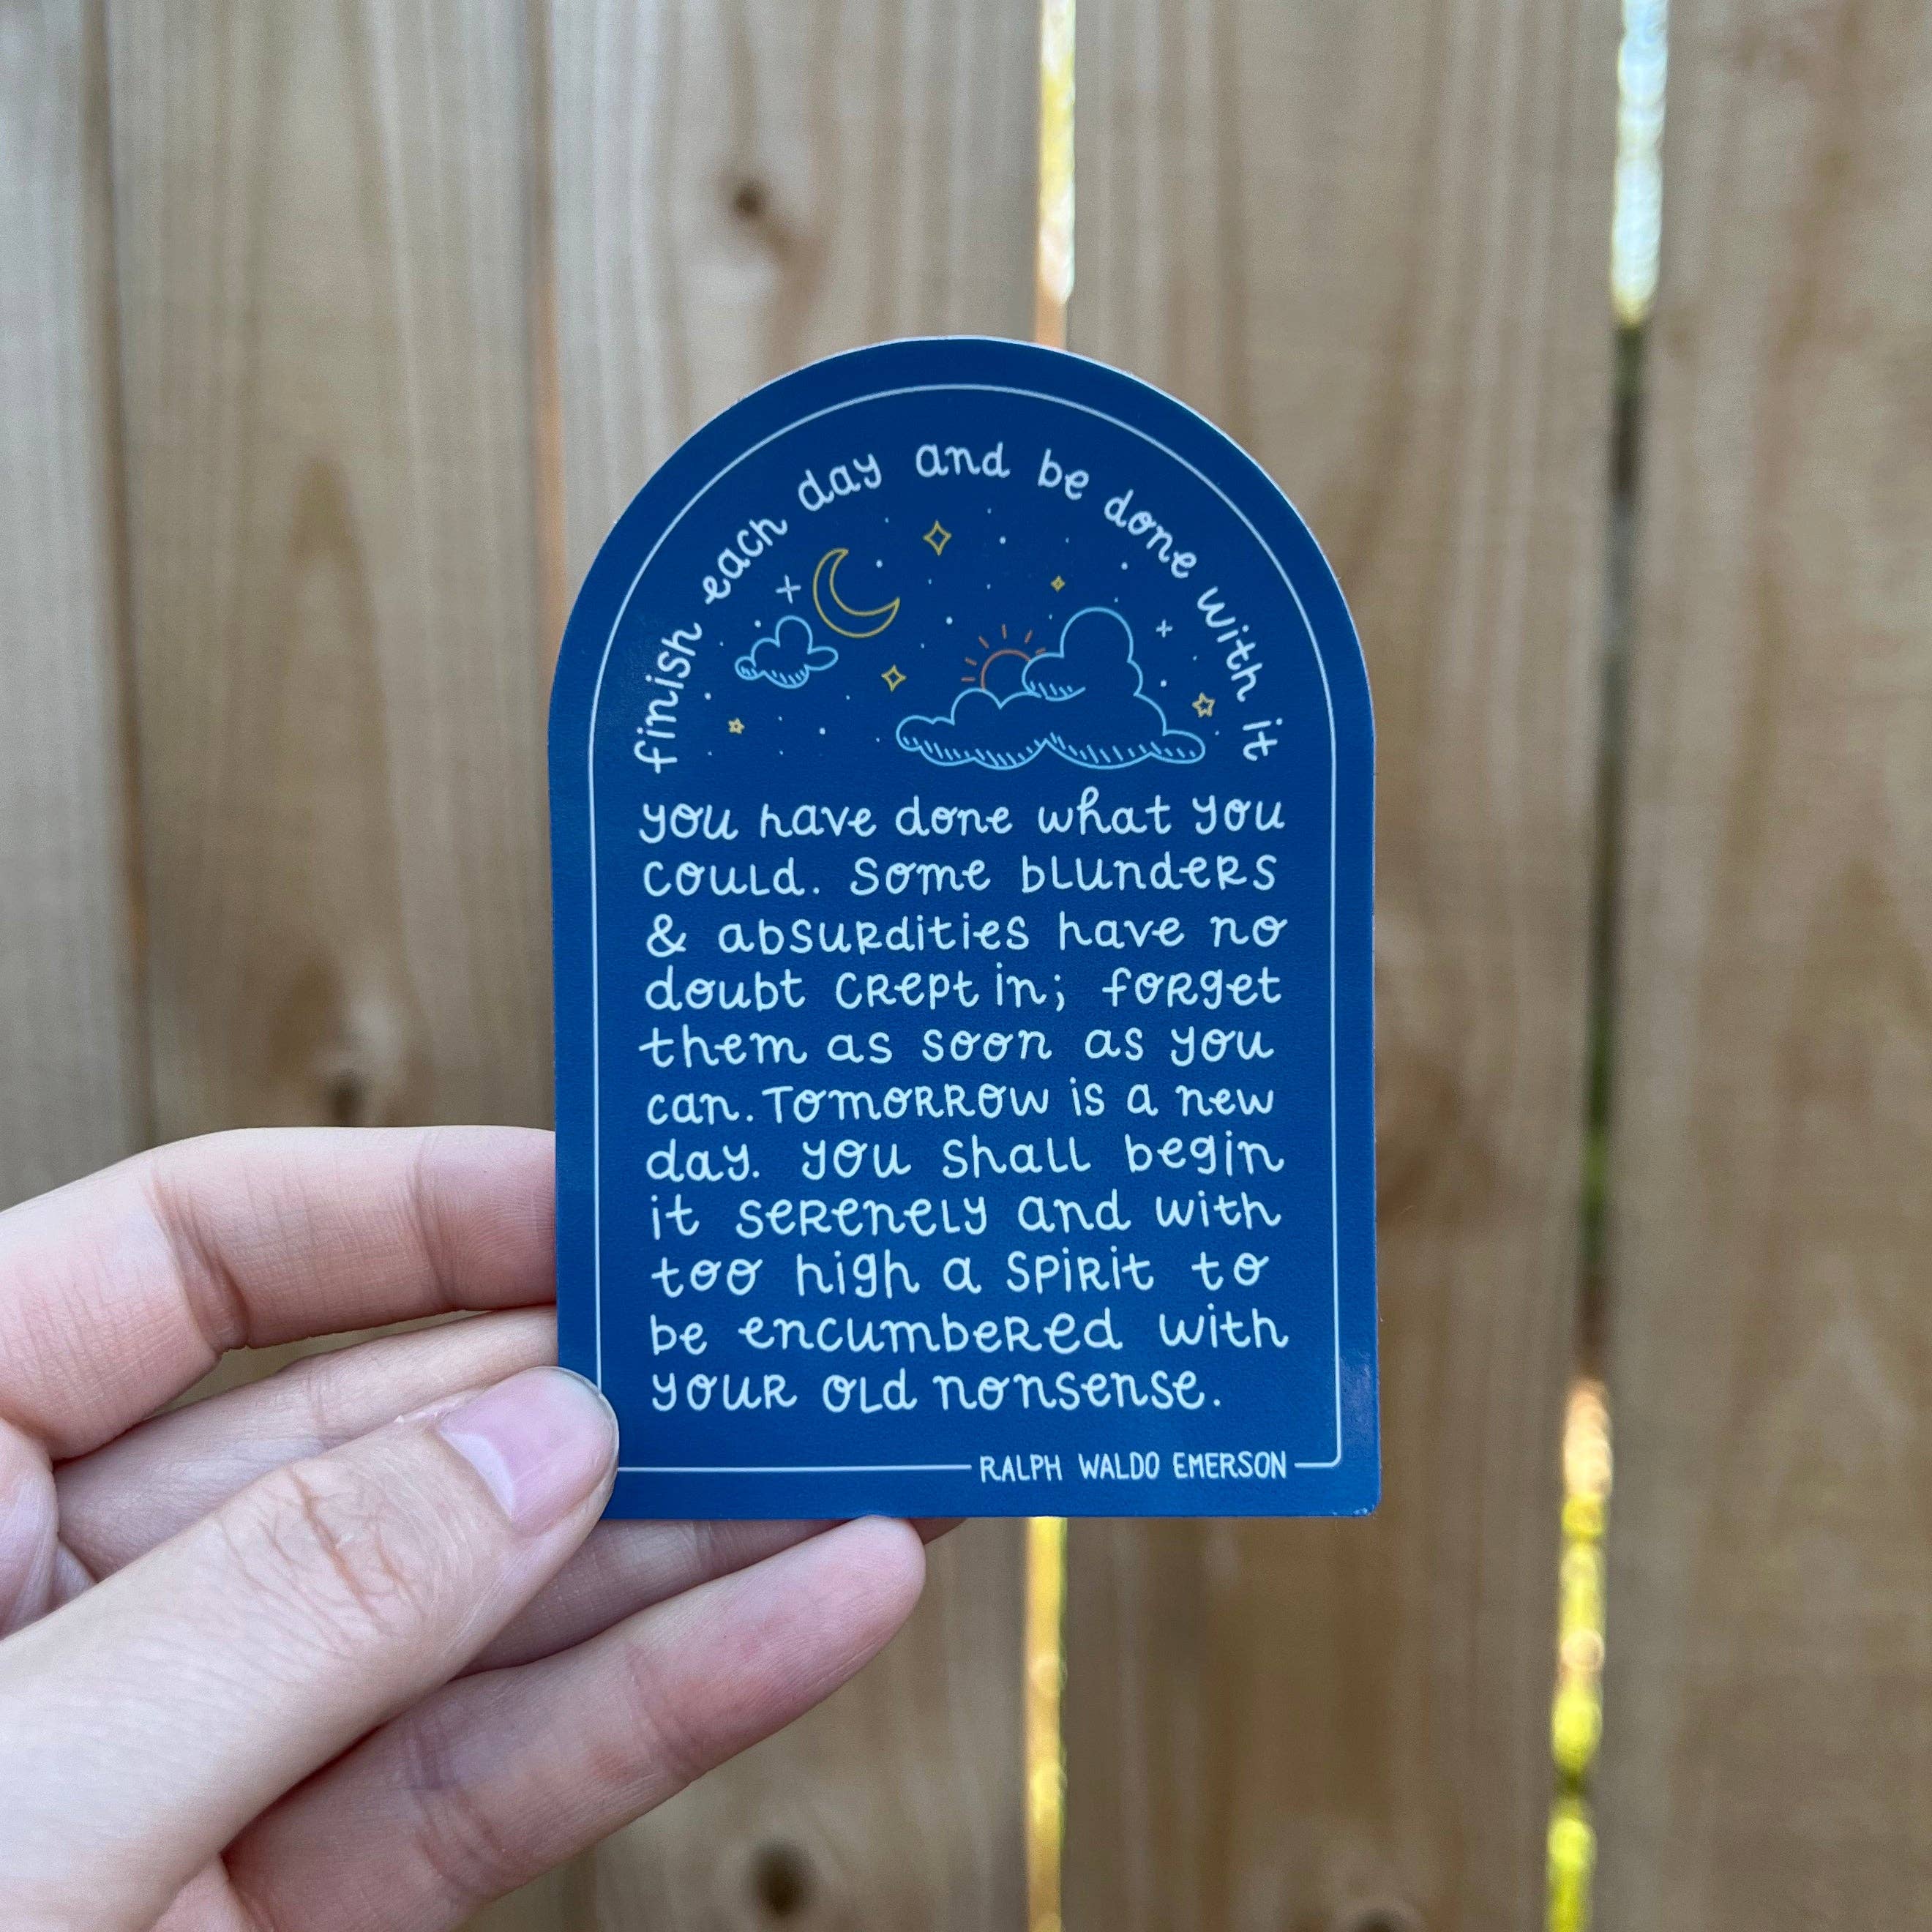 finish each day and be done with it
you have done what you
could. Some blunders
& absurdities have no
doubt crept in; forget
them as soon as you
can. Tomorrow is a new
day. you shall begin
it serenely and with
too high a spirit to
be encumbered with
your old nonsense.
RALPH WALDO EMERSON